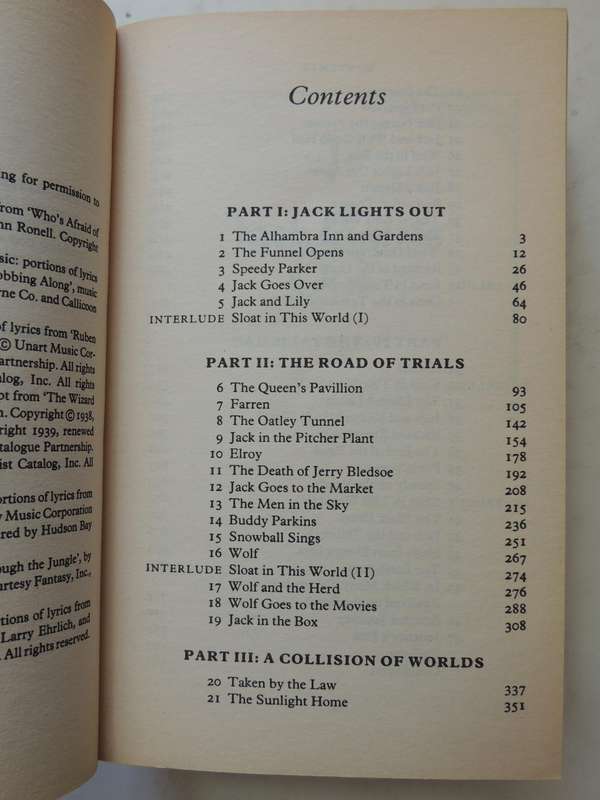 ng for permission to
rom 'Who's Afraid of
nn Ronell. Copyright
sic: portions of lyrics
obbing Along', music
rne Co. and Callicoon
of lyrics from 'Ruben
© Unart Music Cor-
artnership. All rights
alog, Inc. All rights
pt from 'The Wizard
n. Copyright © 1938,
right 1939, renewed
atalogue Partnership.
ist Catalog, Inc. All
ortions of lyrics from
y Music Corporation
red by Hudson Bay
ough the Jungle', by
urtesy Fantasy, Inc.,
tions of lyrics from
Larry Ehrlich, and
. All rights reserved.
Contents
PART I: JACK LIGHTS OUT
1 The Alhambra Inn and Gardens 3
2 The Funnel Opens 12
3 Speedy Parker 26
4 Jack Goes Over 46
5 Jack and Lily 64
INTERLUDE Sloat in This World (I) 80
PART II: THE ROAD OF TRIALS
6 The Queen's Pavillion 93
7 Farren 105
8 The Oatley Tunnel 142
9 Jack in the Pitcher Plant 154
10 Elroy 178
11 The Death of Jerry Bledsoe 192
12 Jack Goes to the Market 208
13 The Men in the Sky 215
14 Buddy Parkins 236
15 Snowball Sings 251
16 Wolf 267
INTERLUDE Sloat in This World (II) 274
17 Wolf and the Herd 276
18 Wolf Goes to the Movies 288
19 Jack in the Box 308
PART III: A COLLISION OF WORLDS
20 Taken by the Law 337
21 The Sunlight Home 351